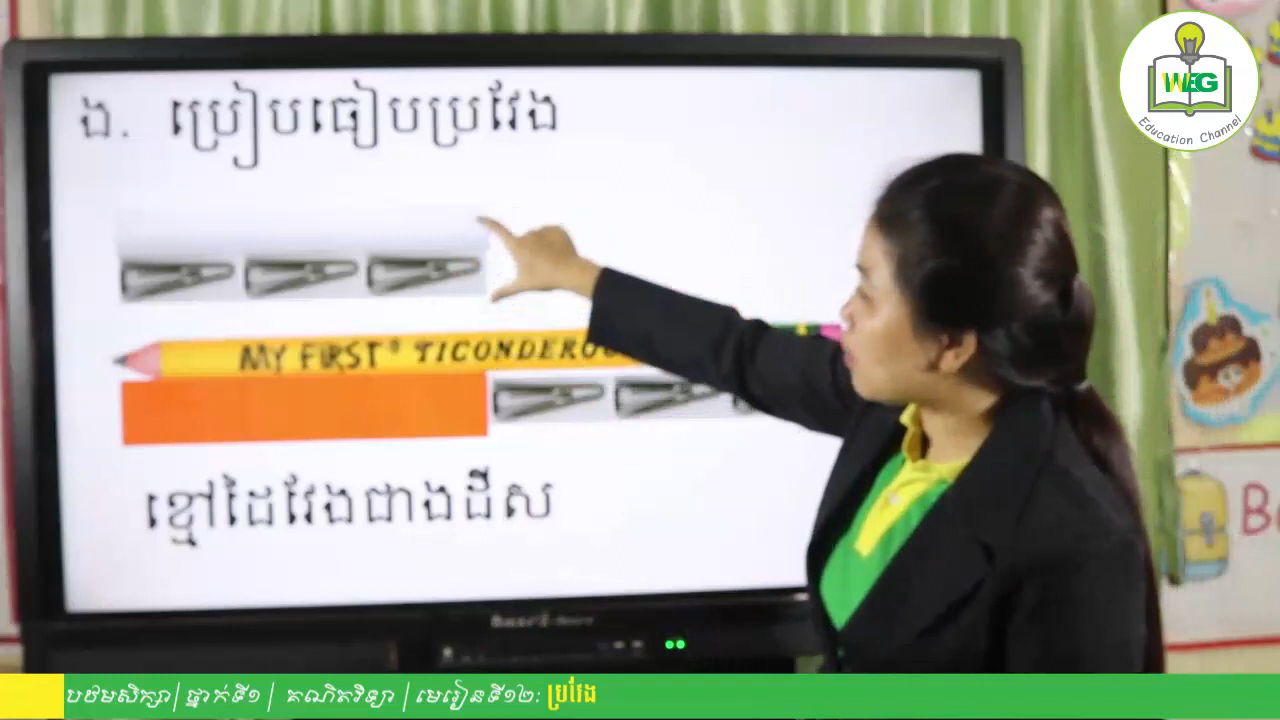 WEG
Education Channel
ង. ប្រៀបធៀបប្រវែង
MY FIRST® TICONDEROG
ខ្មៅដៃវែងជាងដីស
B
បឋមសិក្សា| ថ្នាក់ទី១ | គណិតវិទ្យា | មេរៀនទី១២: ប្រវែង